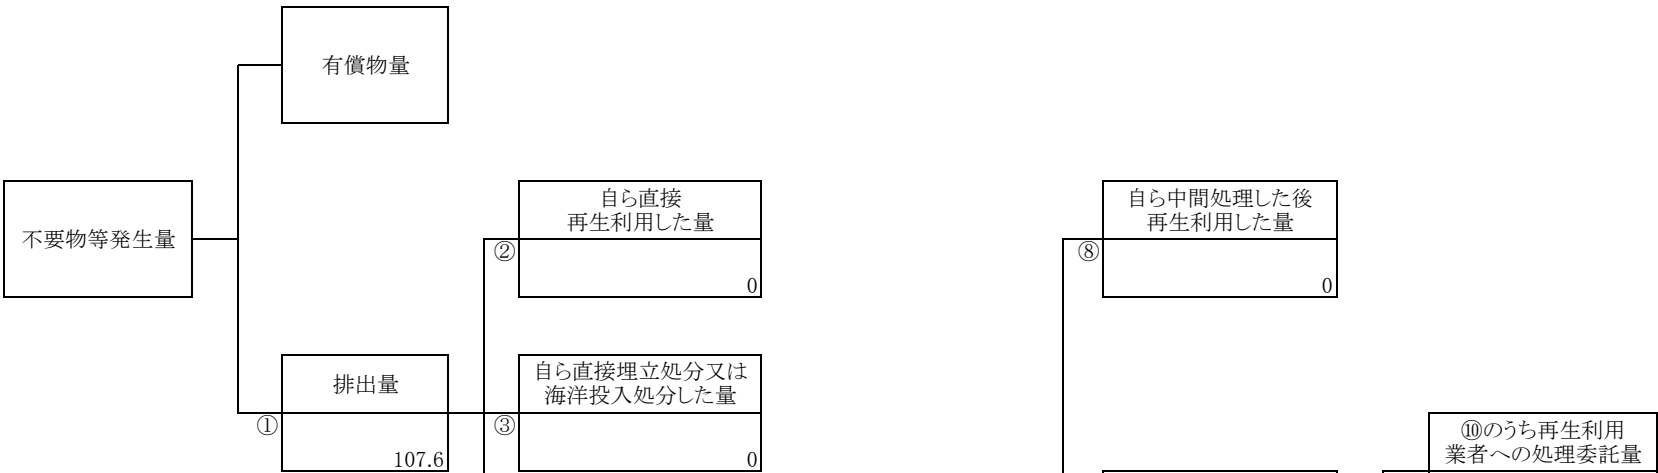 有償物量
不要物等発生量
自ら直接
再生利用した量
②
0
自ら中間処理した後
再生利用した量
⑧
0
排出量
①
107.6
自ら直接埋立処分又は
海洋投入処分した量
③
0
⑩のうち再生利用
業者への処理委託量